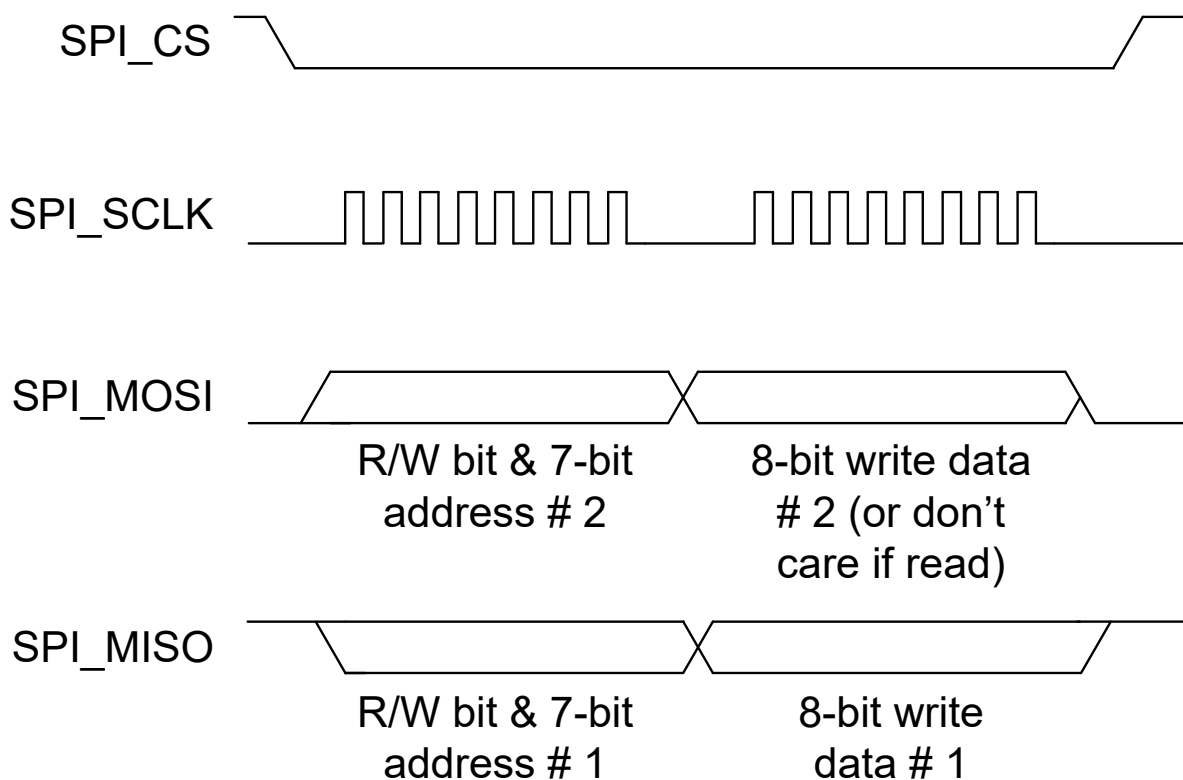 SPI_CS
SPI_SCLK
SPI_MOSI
R/W bit & 7-bit
address # 2
8-bit write data
# 2 (or don’t
care if read)
SPI_MISO
R/W bit & 7-bit
address # 1
8-bit write
data # 1